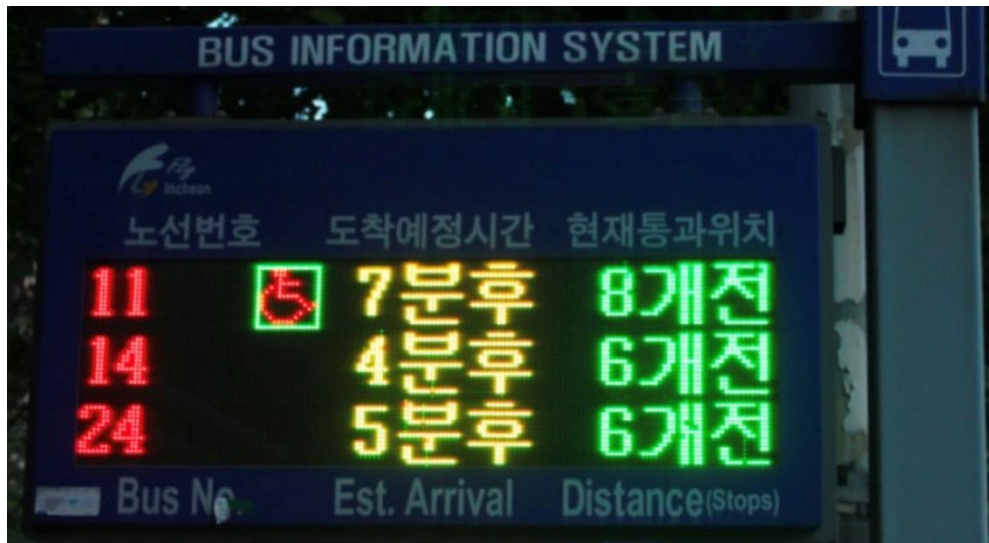 BUS INFORMATION SYSTEM
Fly
Incheon
노선번호 도착예정시간 현재통과위치
11 7분후 8개전
14 4분후 6개전
24 5분후 6개전
Bus No. Est. Arrival Distance(Stops)